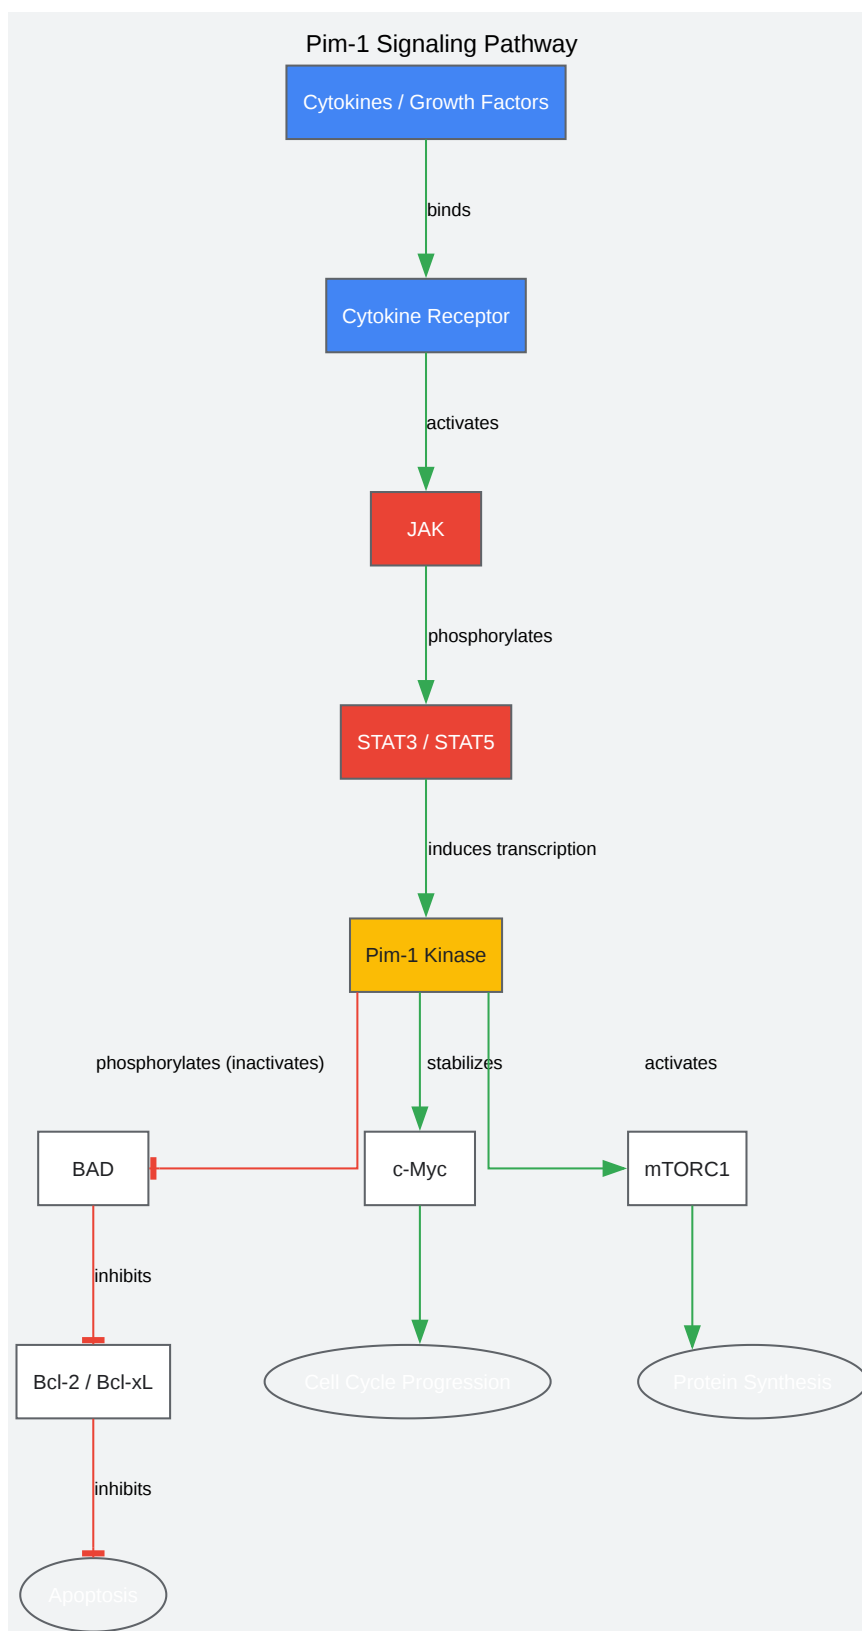 Pim-1 Signaling Pathway
Cytokines / Growth Factors
binds
Cytokine Receptor
activates
JAK
phosphorylates
STAT3 / STAT5
induces transcription
Pim-1 Kinase
phosphorylates (inactivates)
stabilizes
activates
BAD
c-Myc
mTORC1
inhibits
Bcl-2 / Bcl-xL
Cell Cycle Progression
Protein Synthesis
inhibits
Apoptosis